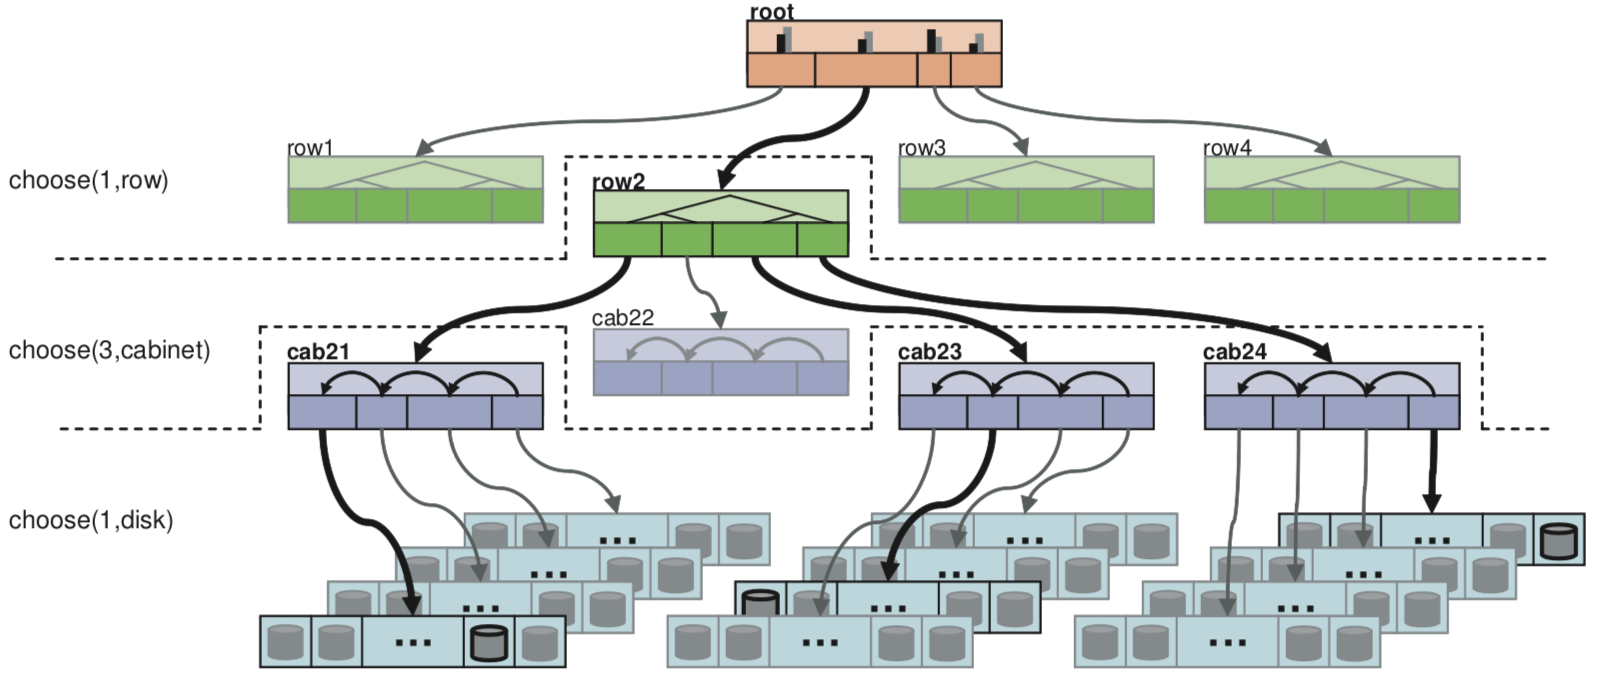 root
row1
row3
row4
choose(1,row)
row2
cab22
choose(3,cabinet)
cab21
cab23
cab24
choose(1,disk)
...
...
...
...
...
...
...
...
...
...
...
...